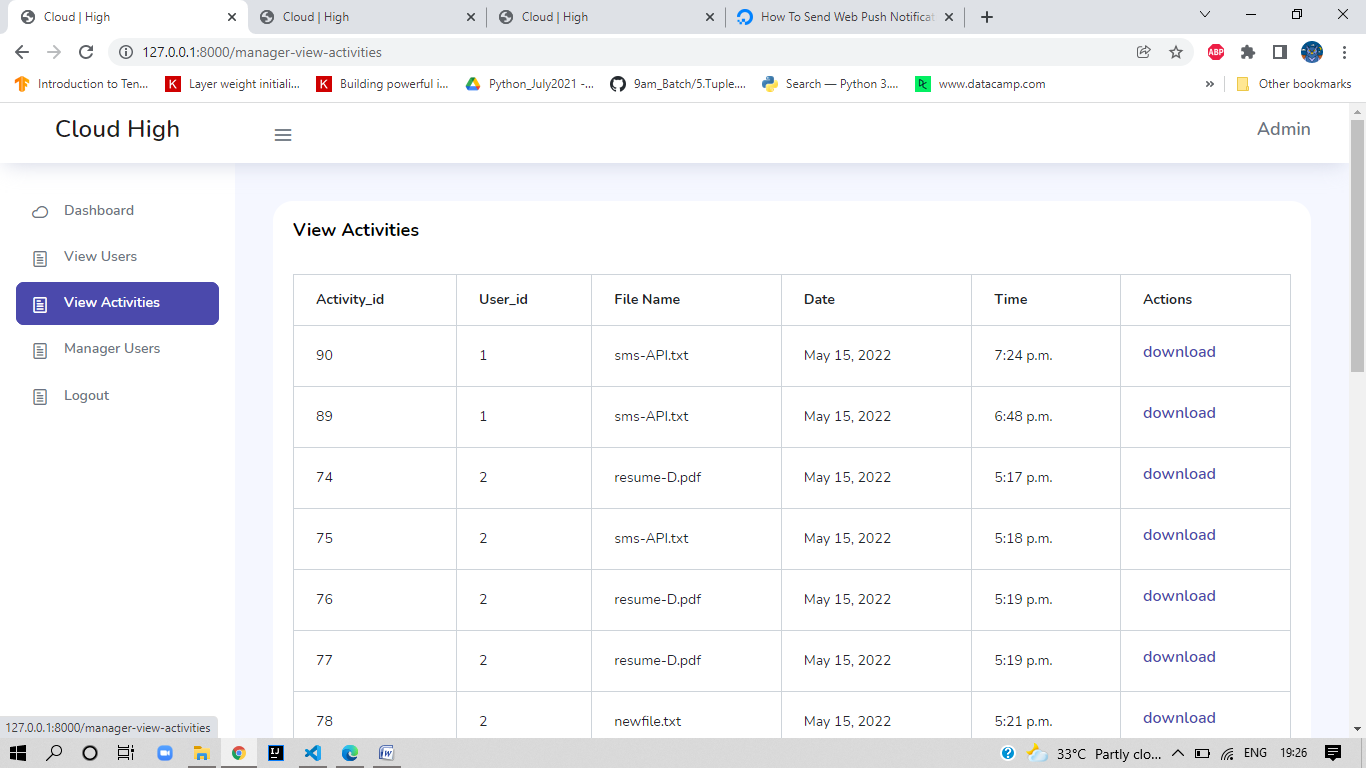 Cloud | High
Cloud | High
Cloud | High
How To Send Web Push Notificat
127.0.0.1:8000/manager-view-activities
ABP
Introduction to Ten...
K Layer weight initiali...
K Building powerful i...
Python_July2021 -...
9am_Batch/5.Tuple....
Search — Python 3....
DC www.datacamp.com
»
Other bookmarks
Cloud High
Admin
Dashboard
View Users
View Activities
Manager Users
Logout
View Activities
Activity_id User_id File Name Date Time Actions
90 1 sms-API.txt May 15, 2022 7:24 p.m. download
89 1 sms-API.txt May 15, 2022 6:48 p.m. download
74 2 resume-D.pdf May 15, 2022 5:17 p.m. download
75 2 sms-API.txt May 15, 2022 5:18 p.m. download
76 2 resume-D.pdf May 15, 2022 5:19 p.m. download
77 2 resume-D.pdf May 15, 2022 5:19 p.m. download
78 2 newfile.txt May 15, 2022 5:21 p.m. download
127.0.0.1:8000/manager-view-activities
33°C Partly clo... ENG 19:26